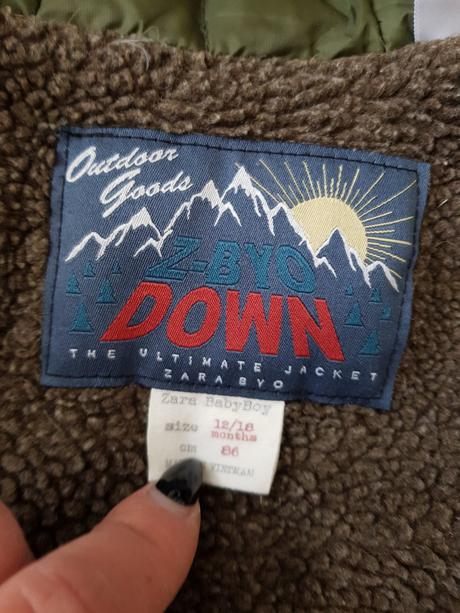 Outdoor
Goods
Z-BYO
DOWN
THE ULTIMATE JACKET
ZARA BYO
Zara BabyBoy
size 12/18
months
cm 86
VIETNAM